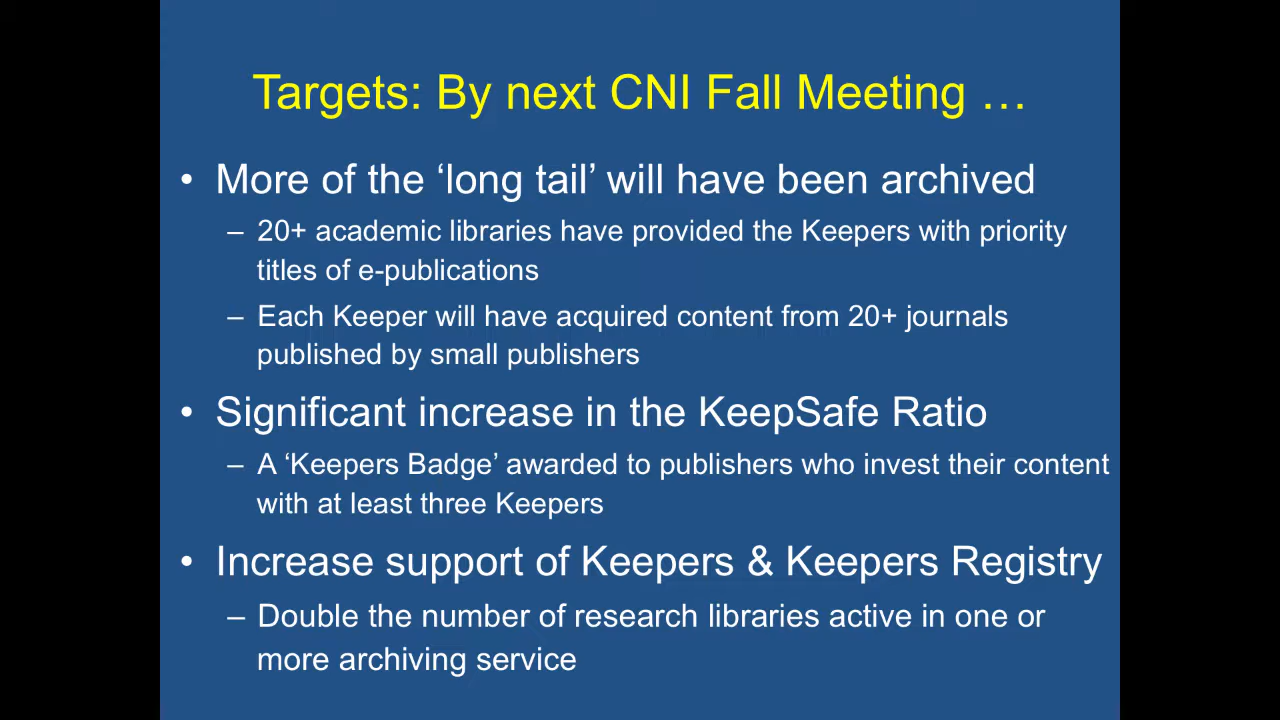 Targets: By next CNI Fall Meeting …
• More of the ‘long tail’ will have been archived
– 20+ academic libraries have provided the Keepers with priority
titles of e-publications
– Each Keeper will have acquired content from 20+ journals
published by small publishers
• Significant increase in the KeepSafe Ratio
– A ‘Keepers Badge’ awarded to publishers who invest their content
with at least three Keepers
• Increase support of Keepers & Keepers Registry
– Double the number of research libraries active in one or
more archiving service